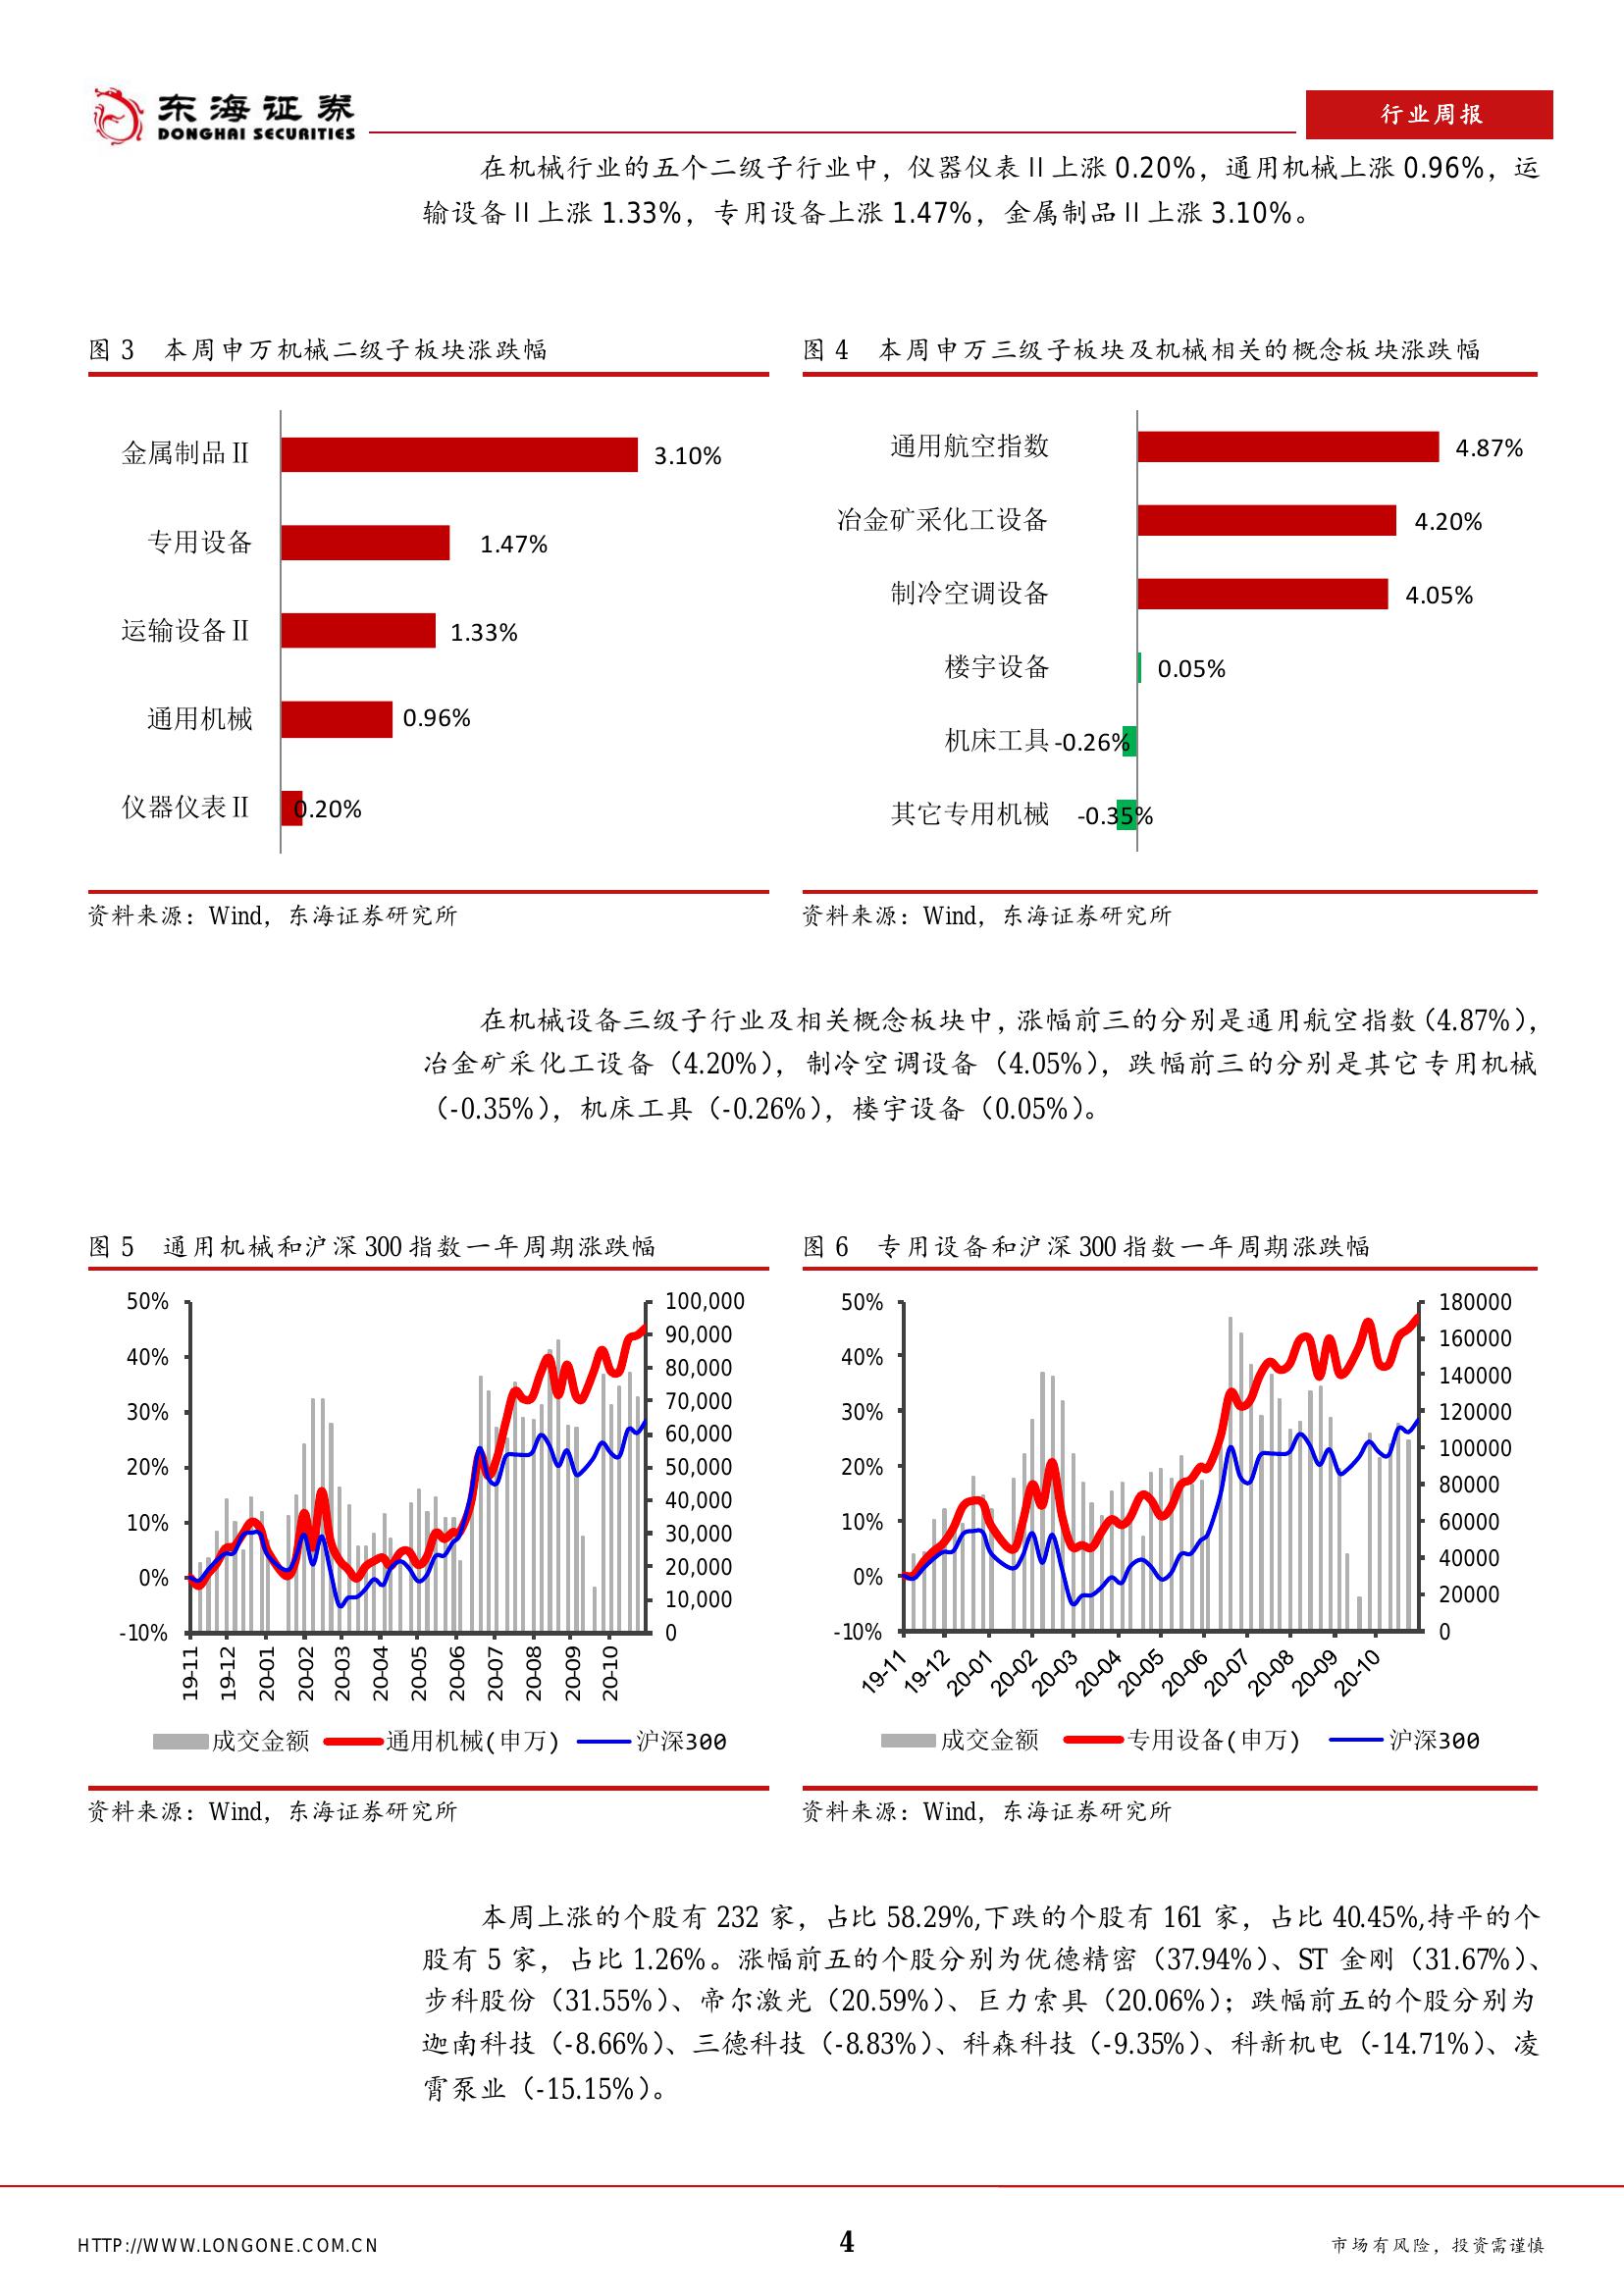 东海证券
DONGHAI SECURITIES
行业周报
在机械行业的五个二级子行业中，仪器仪表Ⅱ上涨 0.20%，通用机械上涨 0.96%，运
输设备Ⅱ上涨 1.33%，专用设备上涨 1.47%，金属制品Ⅱ上涨 3.10%。
图 3 本周申万机械二级子板块涨跌幅
金属制品Ⅱ 3.10%
专用设备 1.47%
运输设备Ⅱ 1.33%
通用机械 0.96%
仪器仪表Ⅱ 0.20%
资料来源：Wind，东海证券研究所
图 4 本周申万三级子板块及机械相关的概念板块涨跌幅
通用航空指数 4.87%
冶金矿采化工设备 4.20%
制冷空调设备 4.05%
楼宇设备 0.05%
机床工具 -0.26%
其它专用机械 -0.35%
资料来源：Wind，东海证券研究所
在机械设备三级子行业及相关概念板块中，涨幅前三的分别是通用航空指数（4.87%），
冶金矿采化工设备（4.20%），制冷空调设备（4.05%），跌幅前三的分别是其它专用机械
（-0.35%），机床工具（-0.26%），楼宇设备（0.05%）。
图 5 通用机械和沪深 300 指数一年周期涨跌幅
50%
40%
30%
20%
10%
0%
-10%
100,000
90,000
80,000
70,000
60,000
50,000
40,000
30,000
20,000
10,000
0
19-11 19-12 20-01 20-02 20-03 20-04 20-05 20-06 20-07 20-08 20-09 20-10
成交金额 通用机械(申万) 沪深300
资料来源：Wind，东海证券研究所
图 6 专用设备和沪深 300 指数一年周期涨跌幅
50%
40%
30%
20%
10%
0%
-10%
180000
160000
140000
120000
100000
80000
60000
40000
20000
0
19-11 19-12 20-01 20-02 20-03 20-04 20-05 20-06 20-07 20-08 20-09 20-10
成交金额 专用设备(申万) 沪深300
资料来源：Wind，东海证券研究所
本周上涨的个股有 232 家，占比 58.29%,下跌的个股有 161 家，占比 40.45%,持平的个
股有 5 家，占比 1.26%。涨幅前五的个股分别为优德精密（37.94%）、ST 金刚（31.67%）、
步科股份（31.55%）、帝尔激光（20.59%）、巨力索具（20.06%）；跌幅前五的个股分别为
迦南科技（-8.66%）、三德科技（-8.83%）、科森科技（-9.35%）、科新机电（-14.71%）、凌
霄泵业（-15.15%）。
HTTP://WWW.LONGONE.COM.CN
4
市场有风险，投资需谨慎